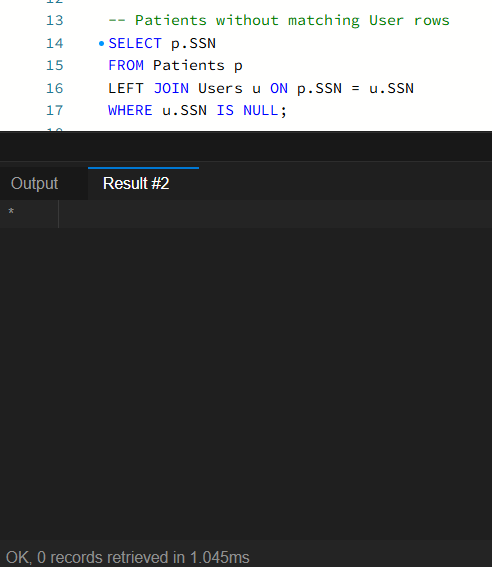 12
13 -- Patients without matching User rows
14 SELECT p.SSN
15 FROM Patients p
16 LEFT JOIN Users u ON p.SSN = u.SSN
17 WHERE u.SSN IS NULL;
Output Result #2
*
OK, 0 records retrieved in 1.045ms